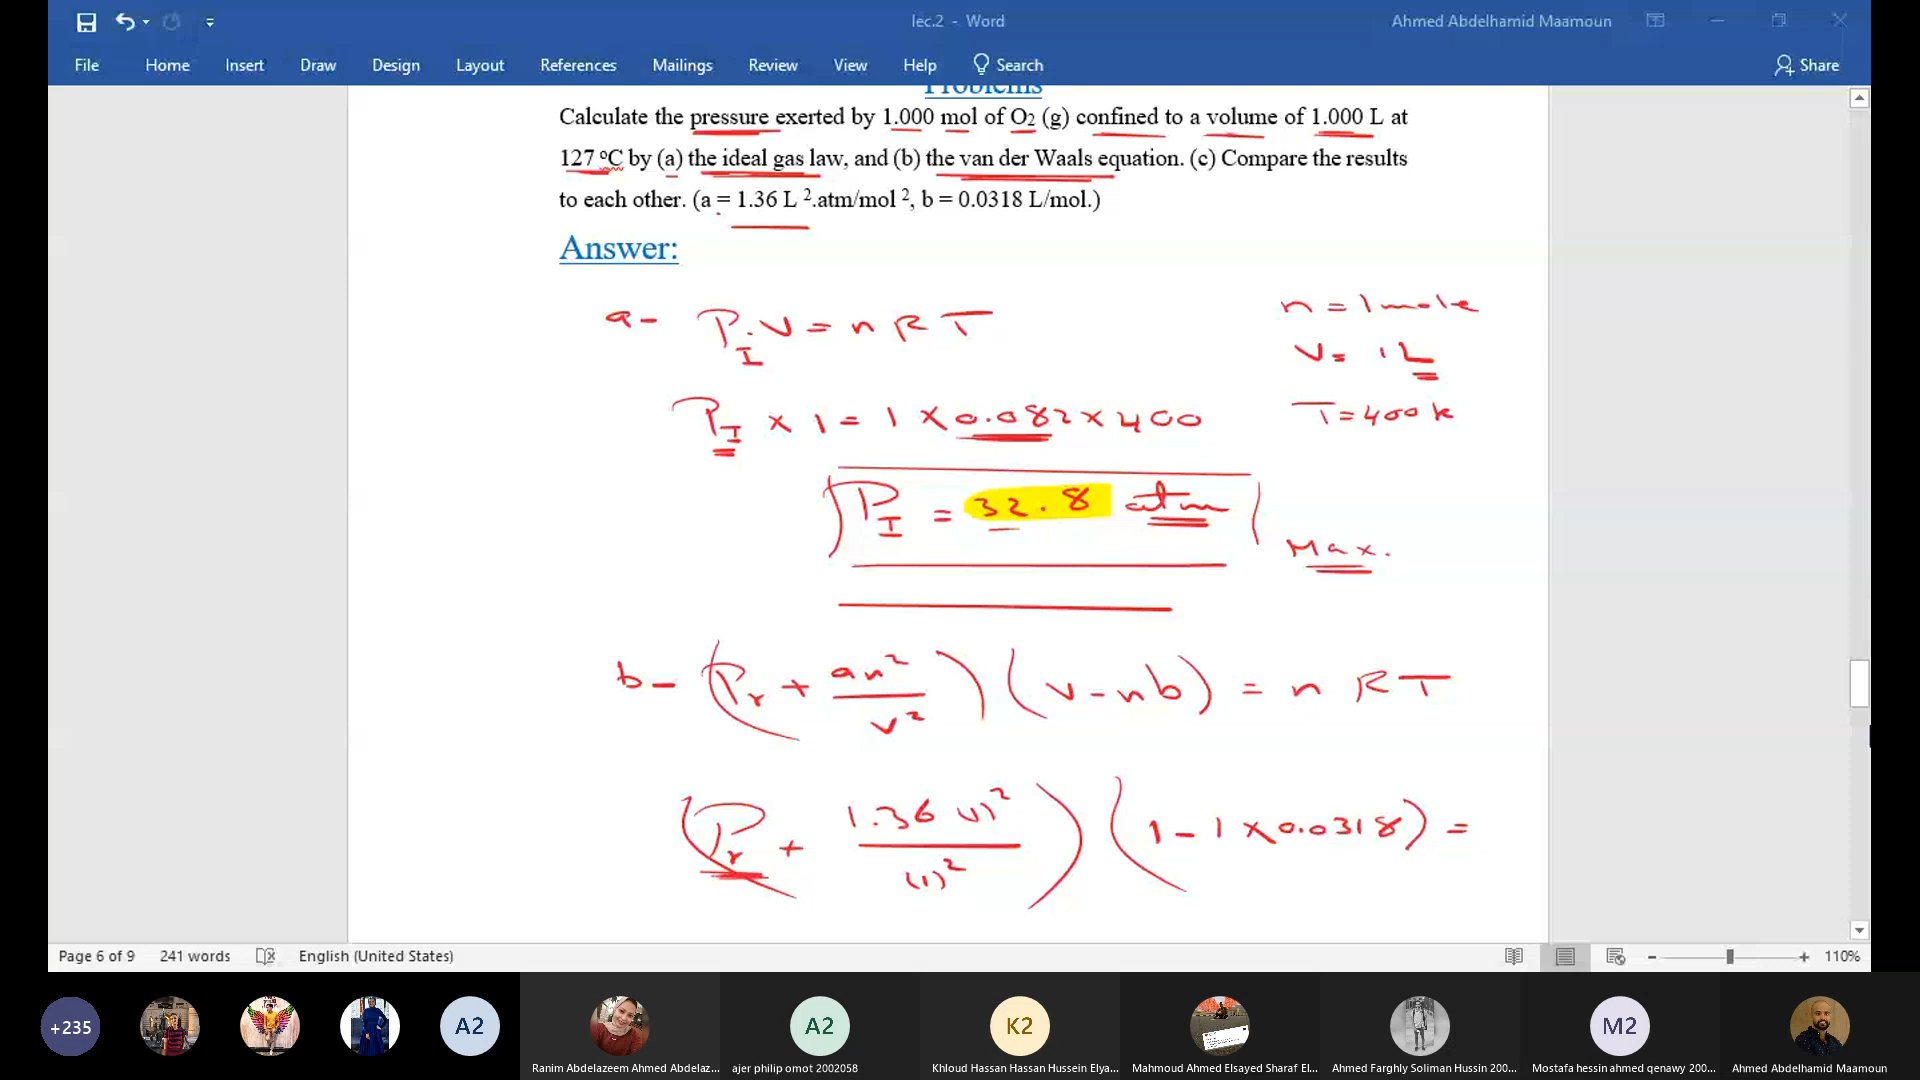 lec.2 - Word
Ahmed Abdelhamid Maamoun
File Home Insert Draw Design Layout References Mailings Review View Help Search Share
Problems
Calculate the pressure exerted by 1.000 mol of O2 (g) confined to a volume of 1.000 L at
127 °C by (a) the ideal gas law, and (b) the van der Waals equation. (c) Compare the results
to each other. (a = 1.36 L ².atm/mol ², b = 0.0318 L/mol.)
Answer:
a- P_I.V = n R T
n = 1 mole
V = 1 L
P_I x 1 = 1 x 0.082 x 400
T = 400 k
P_I = 32.8 atm
Max.
b- (P_r + an²/v²) (v - nb) = n R T
(P_r + 1.36 (1)²/(1)²) (1 - 1 x 0.0318) =
Page 6 of 9 241 words English (United States) 110%
+235 A2 A2 K2 M2
Ranim Abdelazeem Ahmed Abdelaz... ajer philip omot 2002058 Khloud Hassan Hassan Hussein Elya... Mahmoud Ahmed Elsayed Sharaf El... Ahmed Farghly Soliman Hussin 200... Mostafa hessin ahmed qenawy 200... Ahmed Abdelhamid Maamoun